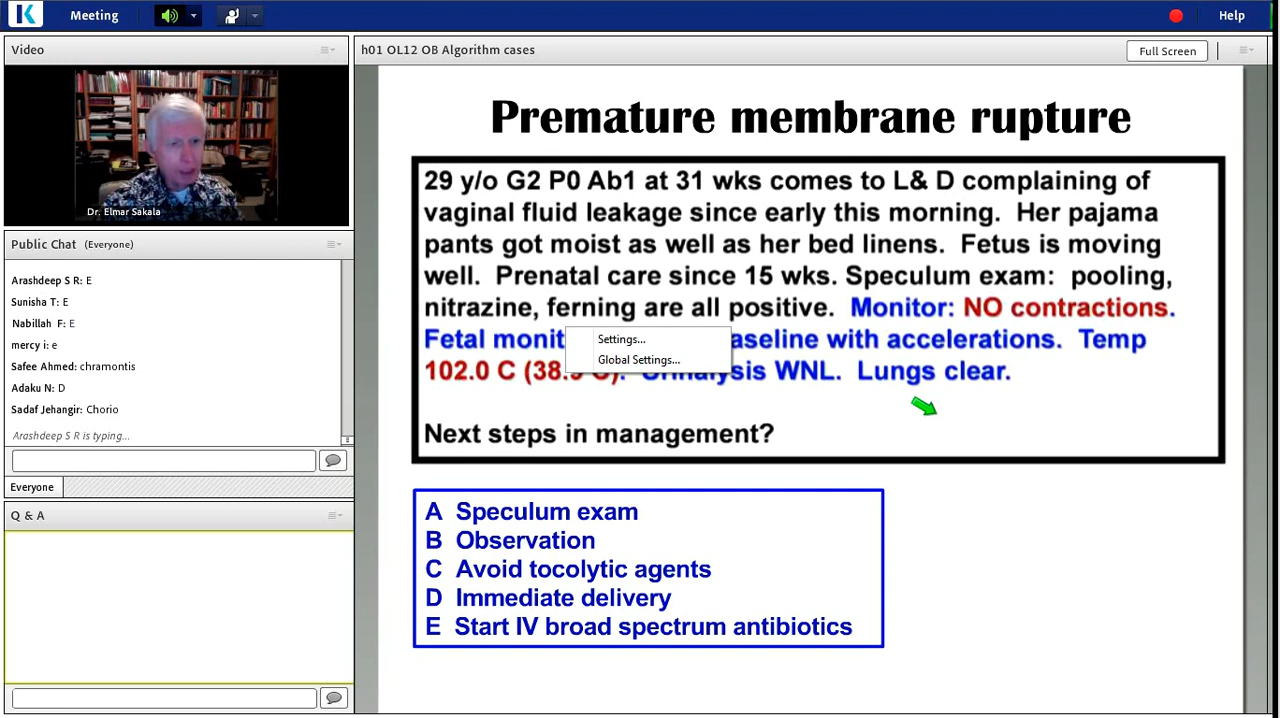 K
Meeting
Help
Video
h01 OL12 OB Algorithm cases
Full Screen
Dr. Elmar Sakala
Public Chat (Everyone)
Arashdeep S R: E
Sunisha T: E
Nabillah F: E
mercy i: e
Safee Ahmed: chramontis
Adaku N: D
Sadaf Jehangir: Chorio
Arashdeep S R is typing...
Everyone
Q & A
Premature membrane rupture
29 y/o G2 P0 Ab1 at 31 wks comes to L& D complaining of
vaginal fluid leakage since early this morning. Her pajama
pants got moist as well as her bed linens. Fetus is moving
well. Prenatal care since 15 wks. Speculum exam: pooling,
nitrazine, ferning are all positive. Monitor: NO contractions.
Fetal monit aseline with accelerations. Temp
102.0 C (38. C). Urinalysis WNL. Lungs clear.
Settings...
Global Settings...
Next steps in management?
A Speculum exam
B Observation
C Avoid tocolytic agents
D Immediate delivery
E Start IV broad spectrum antibiotics